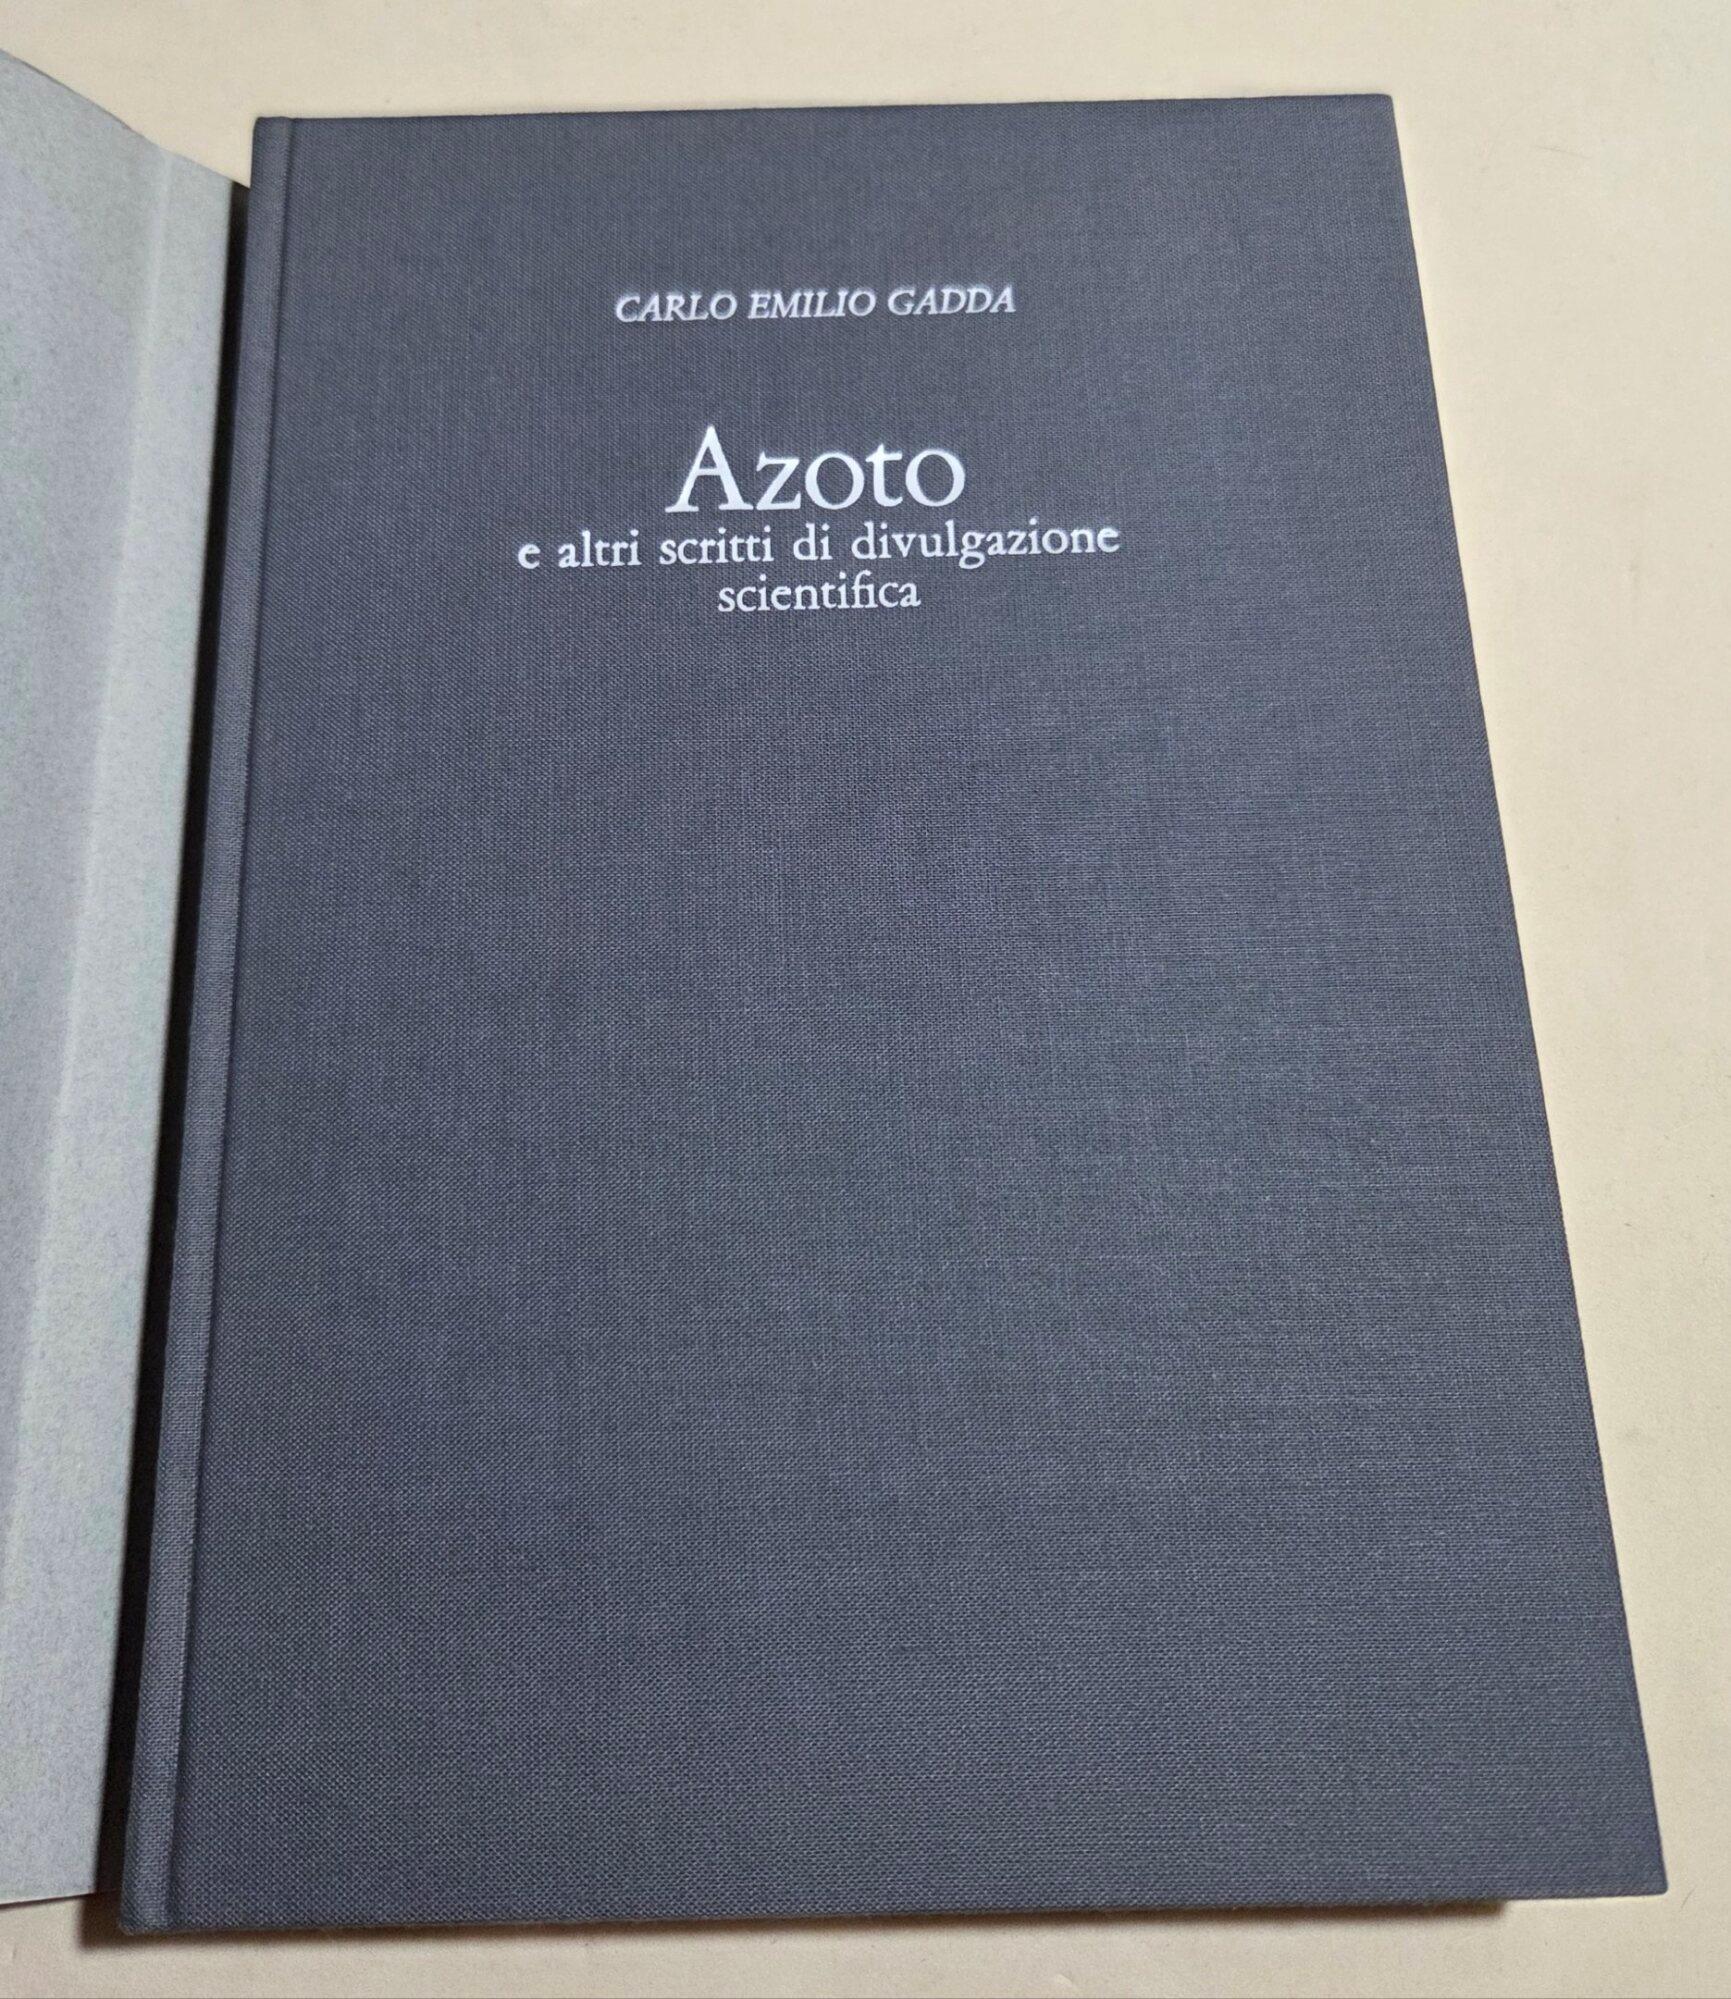 CARLO EMILIO GADDA
Azoto
e altri scritti di divulgazione
scientifica